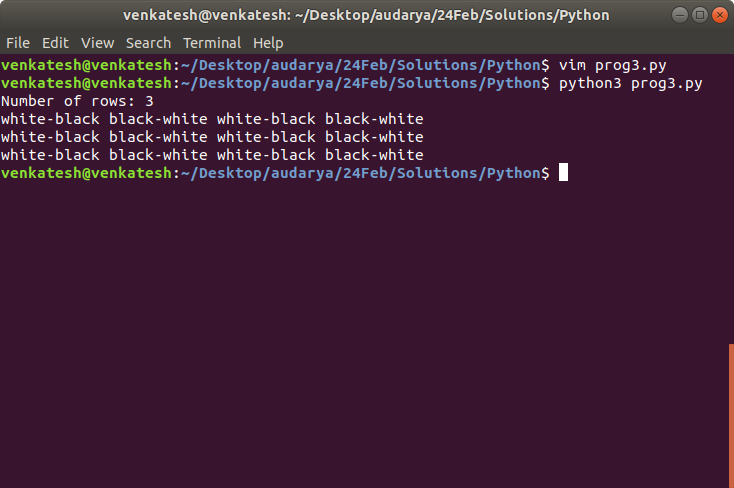 venkatesh@venkatesh: ~/Desktop/audarya/24Feb/Solutions/Python
File Edit View Search Terminal Help
venkatesh@venkatesh:~/Desktop/audarya/24Feb/Solutions/Python$ vim prog3.py
venkatesh@venkatesh:~/Desktop/audarya/24Feb/Solutions/Python$ python3 prog3.py
Number of rows: 3
white-black black-white white-black black-white
white-black black-white white-black black-white
white-black black-white white-black black-white
venkatesh@venkatesh:~/Desktop/audarya/24Feb/Solutions/Python$